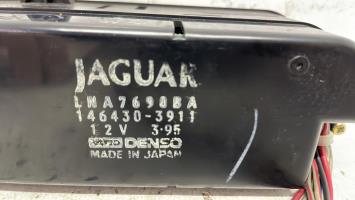 JAGUAR
LNA7690BA
146430-3911
12V 3·95
DENSO
MADE IN JAPAN